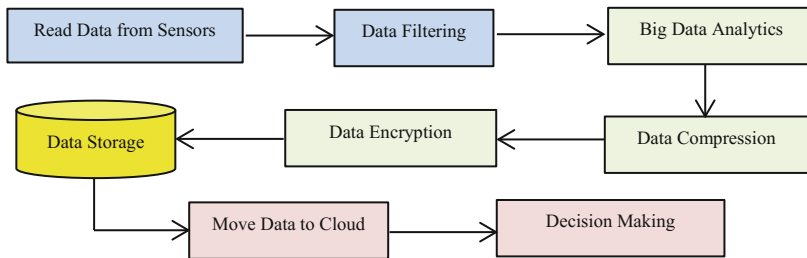 Read Data from Sensors
Data Filtering
Big Data Analytics
Data Compression
Data Encryption
Data Storage
Move Data to Cloud
Decision Making